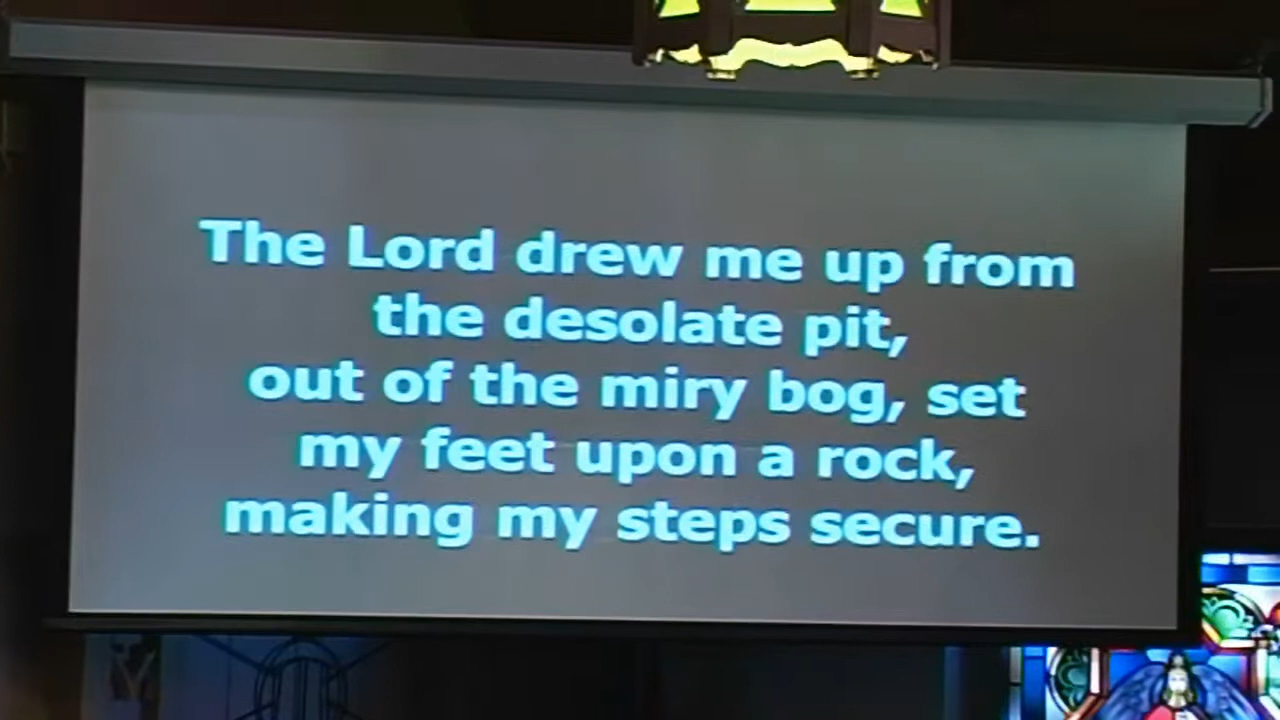 The Lord drew me up from
the desolate pit,
out of the miry bog, set
my feet upon a rock,
making my steps secure.